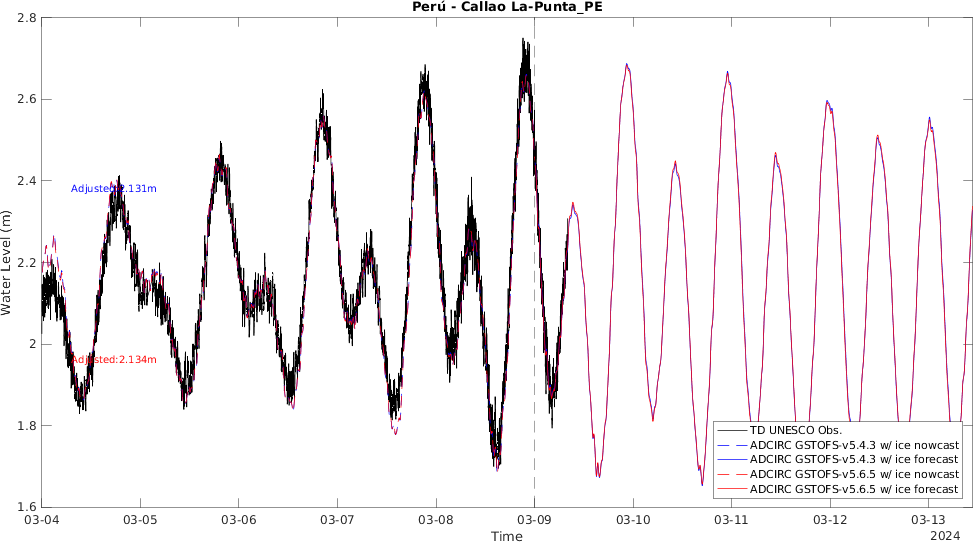 Perú - Callao La-Punta_PE
Water Level (m)
2.8
2.6
2.4
2.2
2
1.8
1.6
Adjusted:2.131m
Adjusted:2.134m
TD UNESCO Obs.
ADCIRC GSTOFS-v5.4.3 w/ ice nowcast
ADCIRC GSTOFS-v5.4.3 w/ ice forecast
ADCIRC GSTOFS-v5.6.5 w/ ice nowcast
ADCIRC GSTOFS-v5.6.5 w/ ice forecast
03-04 03-05 03-06 03-07 03-08 03-09 03-10 03-11 03-12 03-13
Time
2024